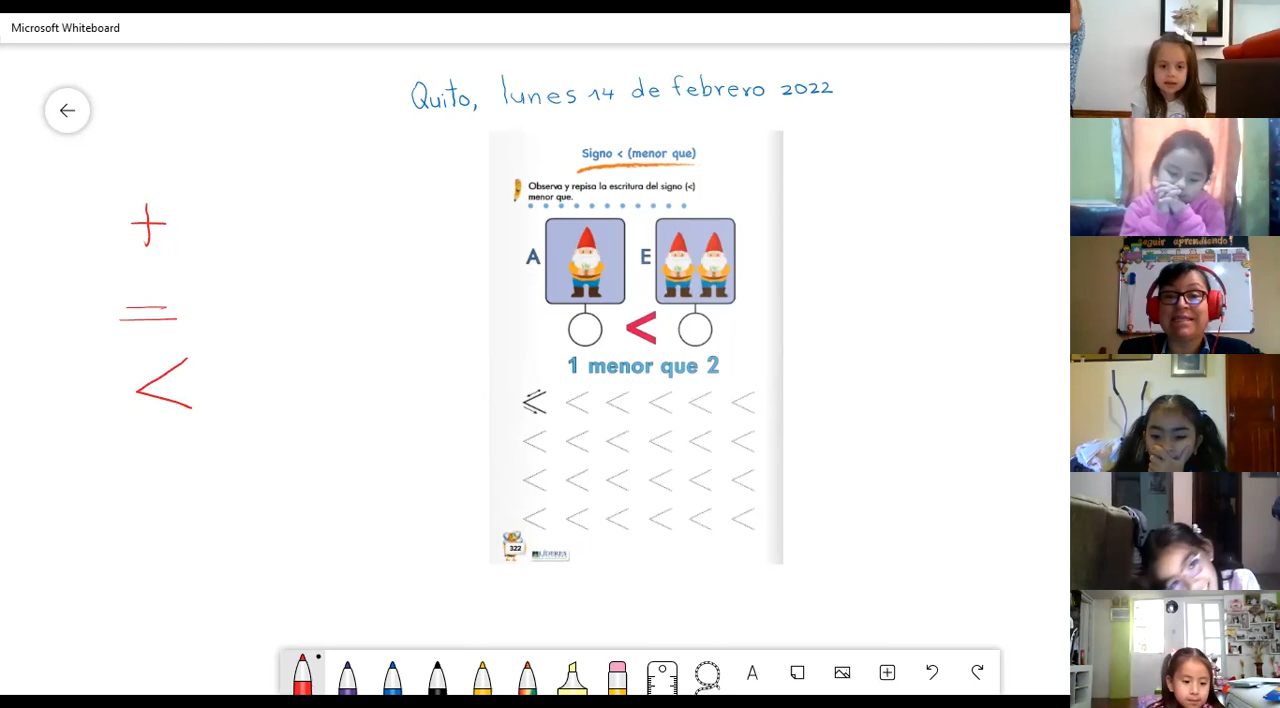 Microsoft Whiteboard
Quito, lunes 14 de febrero 2022
Signo < (menor que)
Observa y repisa la escritura del signo (<)
menor que.
A E
<
1 menor que 2
< < < < < <
< < < < < <
< < < < < <
< < < < < <
322 LÍDERES
+
=
<
seguir aprendiendo!
A